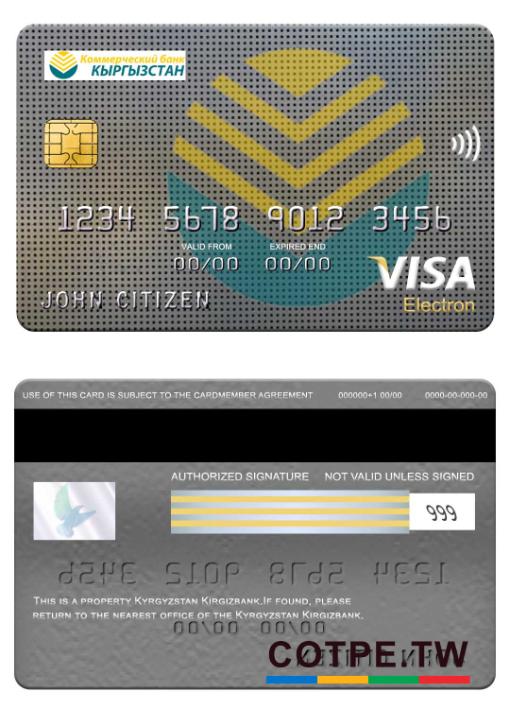 Коммерческий банк
КЫРГЫЗСТАН
1234 5678 9012 3456
VALID FROM EXPIRED END
00/00 00/00
JOHN CITIZEN
VISA
Electron
USE OF THIS CARD IS SUBJECT TO THE CARDMEMBER AGREEMENT 000000+1 00/00 0000-00-000-00
AUTHORIZED SIGNATURE NOT VALID UNLESS SIGNED
999
THIS IS A PROPERTY KYRGYZSTAN KIRGIZBANK.IF FOUND, PLEASE
RETURN TO THE NEAREST OFFICE OF THE KYRGYZSTAN KIRGIZBANK.
00/00 00/00
COTPE.TW